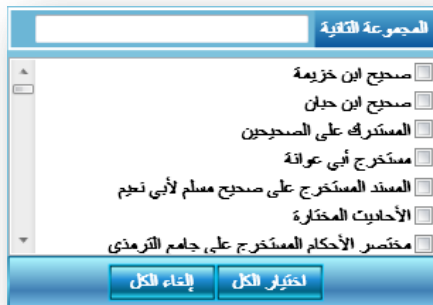 المجموعة الثانية
صحيح ابن خزيمة
صحيح ابن حبان
المستدرك على الصحيحين
مستخرج أبي عوانة
المسند المستخرج على صحيح مسلم لأبي نعيم
الأحاديث المختارة
مختصر الأحكام المستخرج على جامع الترمذي
اختيار الكل
إلغاء الكل